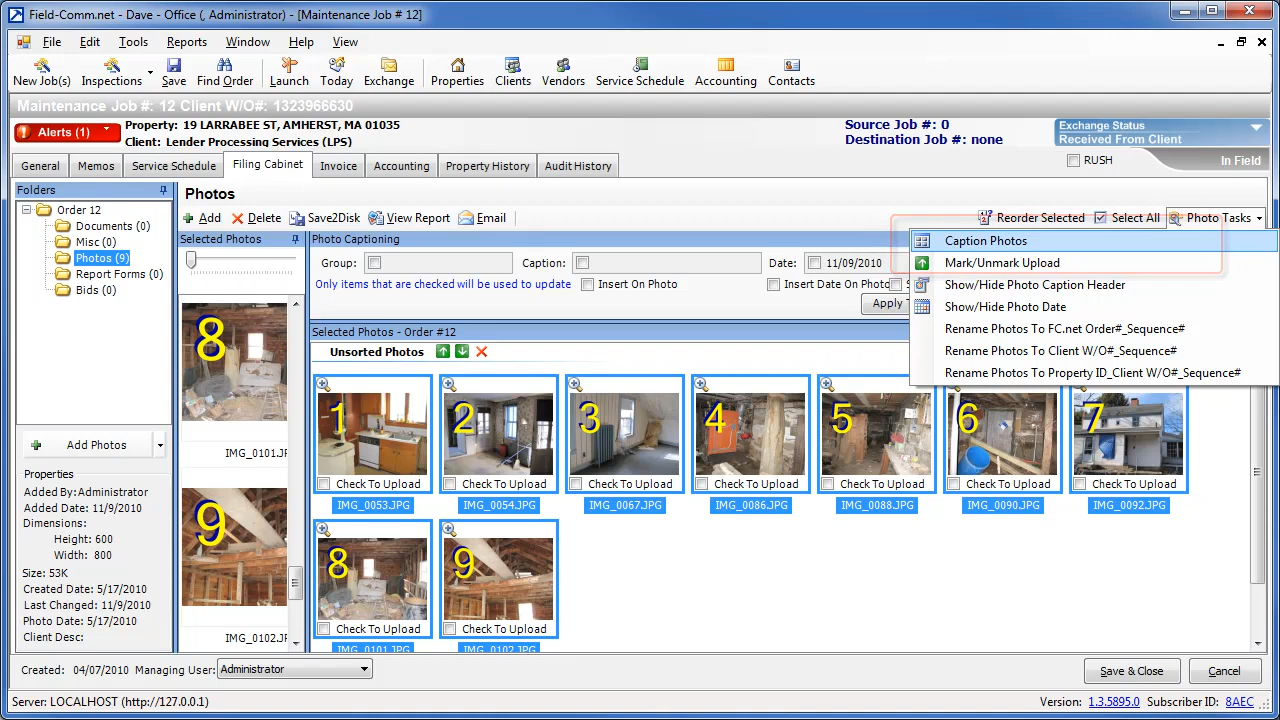 Field-Comm.net - Dave - Office (, Administrator) - [Maintenance Job # 12]
File Edit Tools Reports Window Help View
New Job(s) Inspections Save Find Order Launch Today Exchange Properties Clients Vendors Service Schedule Accounting Contacts
Maintenance Job #: 12 Client W/O#: 1323966630
Alerts (1)
Property: 19 LARRABEE ST, AMHERST, MA 01035
Client: Lender Processing Services (LPS)
Source Job #: 0
Destination Job #: none
Exchange Status
Received From Client
General Memos Service Schedule Filing Cabinet Invoice Accounting Property History Audit History
RUSH
In Field
Folders
Order 12
Documents (0)
Misc (0)
Photos (9)
Report Forms (0)
Bids (0)
Add Photos
Properties
Added By: Administrator
Added Date: 11/9/2010
Dimensions:
Height: 600
Width: 800
Size: 53K
Created Date: 5/17/2010
Last Changed: 11/9/2010
Photo Date: 5/17/2010
Client Desc:
Photos
Add Delete Save2Disk View Report Email
Reorder Selected Select All Photo Tasks
Selected Photos
8
IMG_0101.JPG
9
IMG_0102.JPG
Photo Captioning
Group: Caption: Date: 11/09/2010
Only items that are checked will be used to update Insert On Photo Insert Date On Photo S
Apply T
Caption Photos
Mark/Unmark Upload
Show/Hide Photo Caption Header
Show/Hide Photo Date
Rename Photos To FC.net Order#_Sequence#
Rename Photos To Client W/O#_Sequence#
Rename Photos To Property ID_Client W/O#_Sequence#
Selected Photos - Order #12
Unsorted Photos
1 2 3 4 5 6 7
Check To Upload Check To Upload Check To Upload Check To Upload Check To Upload Check To Upload Check To Upload
IMG_0053.JPG IMG_0054.JPG IMG_0067.JPG IMG_0086.JPG IMG_0088.JPG IMG_0090.JPG IMG_0092.JPG
8 9
Check To Upload Check To Upload
IMG_0101.JPG IMG_0102.JPG
Created: 04/07/2010 Managing User: Administrator
Save & Close Cancel
Server: LOCALHOST (http://127.0.0.1)
Version: 1.3.5895.0 Subscriber ID: 8AEC